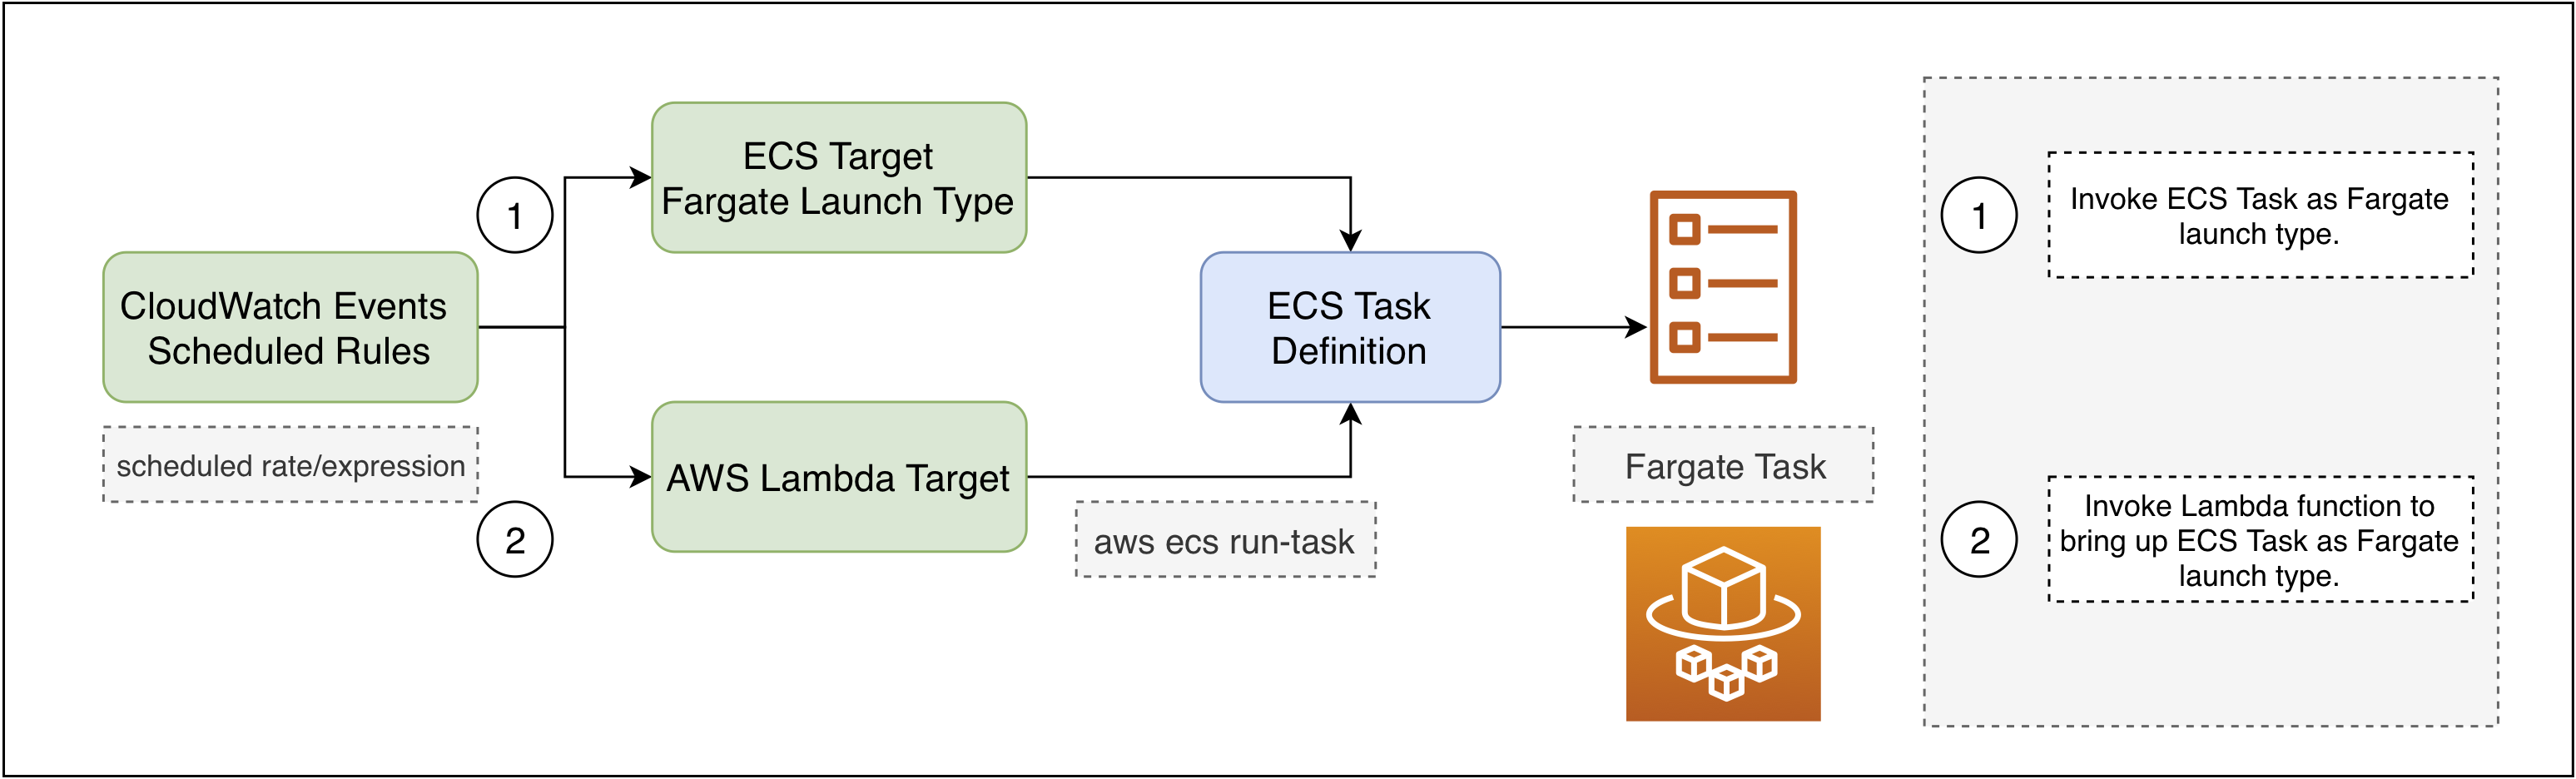 CloudWatch Events
Scheduled Rules
scheduled rate/expression
1
2
ECS Target
Fargate Launch Type
AWS Lambda Target
aws ecs run-task
ECS Task
Definition
Fargate Task
1
Invoke ECS Task as Fargate
launch type.
2
Invoke Lambda function to
bring up ECS Task as Fargate
launch type.